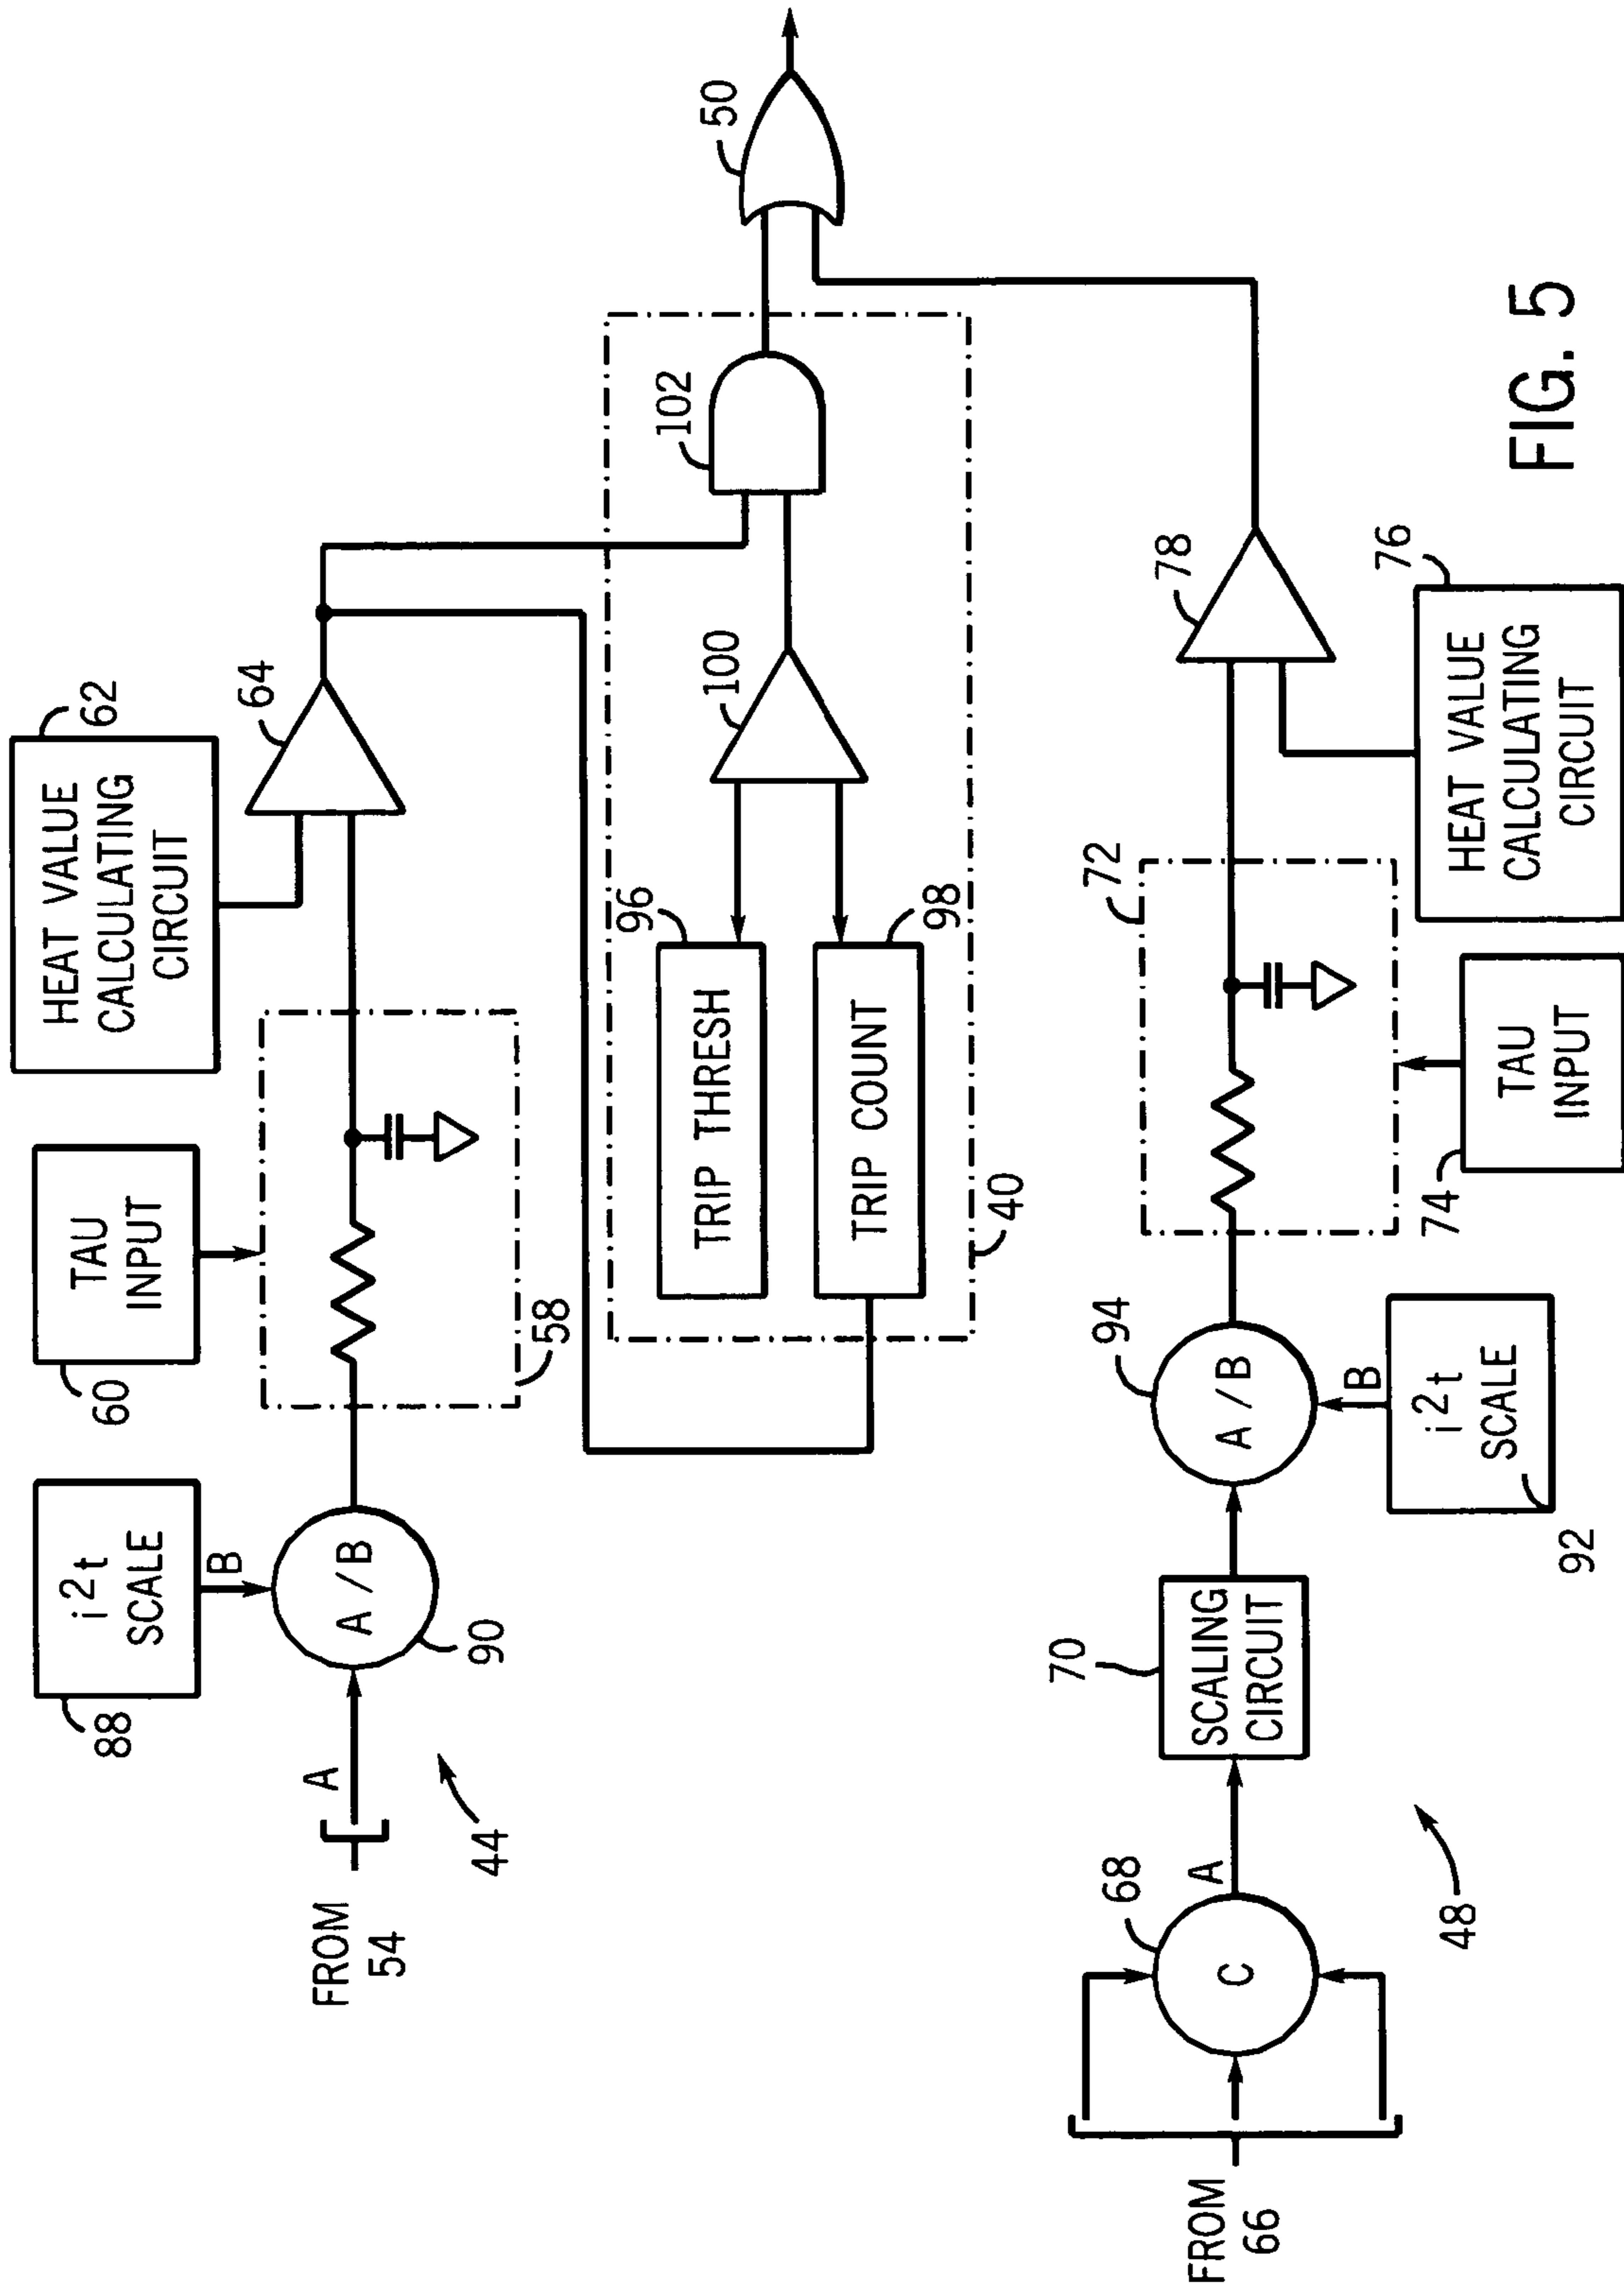 88
i²t
SCALE
B
60
TAU
INPUT
62
HEAT VALUE
CALCULATING
CIRCUIT
64
FROM
54
A
A/B
90
44
58
96
TRIP THRESH
98
TRIP COUNT
100
102
40
50
FROM
66
68
C
A
70
SCALING
CIRCUIT
94
A/B
B
i²t
SCALE
92
48
72
74
TAU
INPUT
78
76
HEAT VALUE
CALCULATING
CIRCUIT
FIG. 5